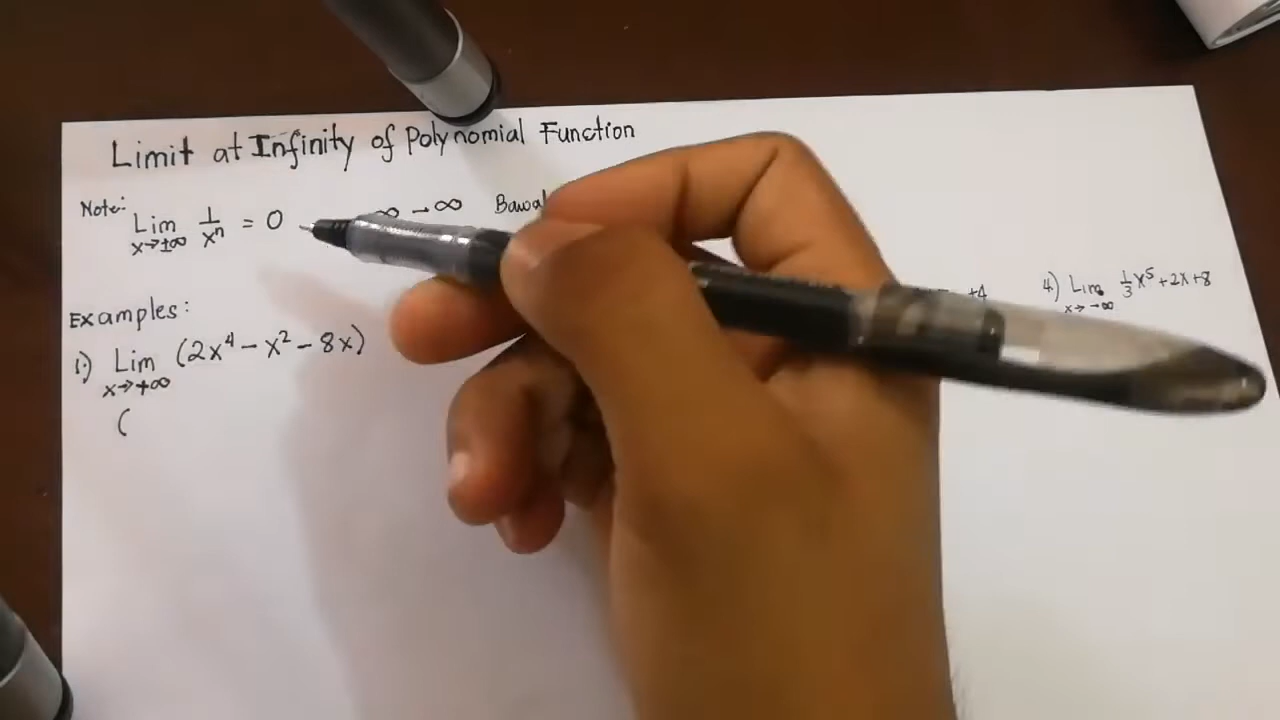 Limit at Infinity of Polynomial Function
Note: Lim x→±∞ 1/xⁿ = 0 ∞ - ∞
Examples:
1.) Lim x→+∞ (2x⁴ - x² - 8x)
(
+4
4) Lim x→-∞ 1/3 x⁵ + 2x + 8